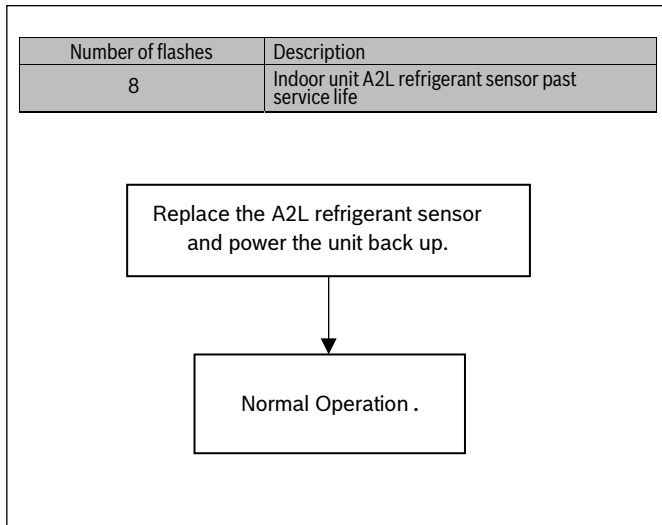 Number of flashes Description
8 Indoor unit A2L refrigerant sensor past
service life
Replace the A2L refrigerant sensor
and power the unit back up.
Normal Operation .